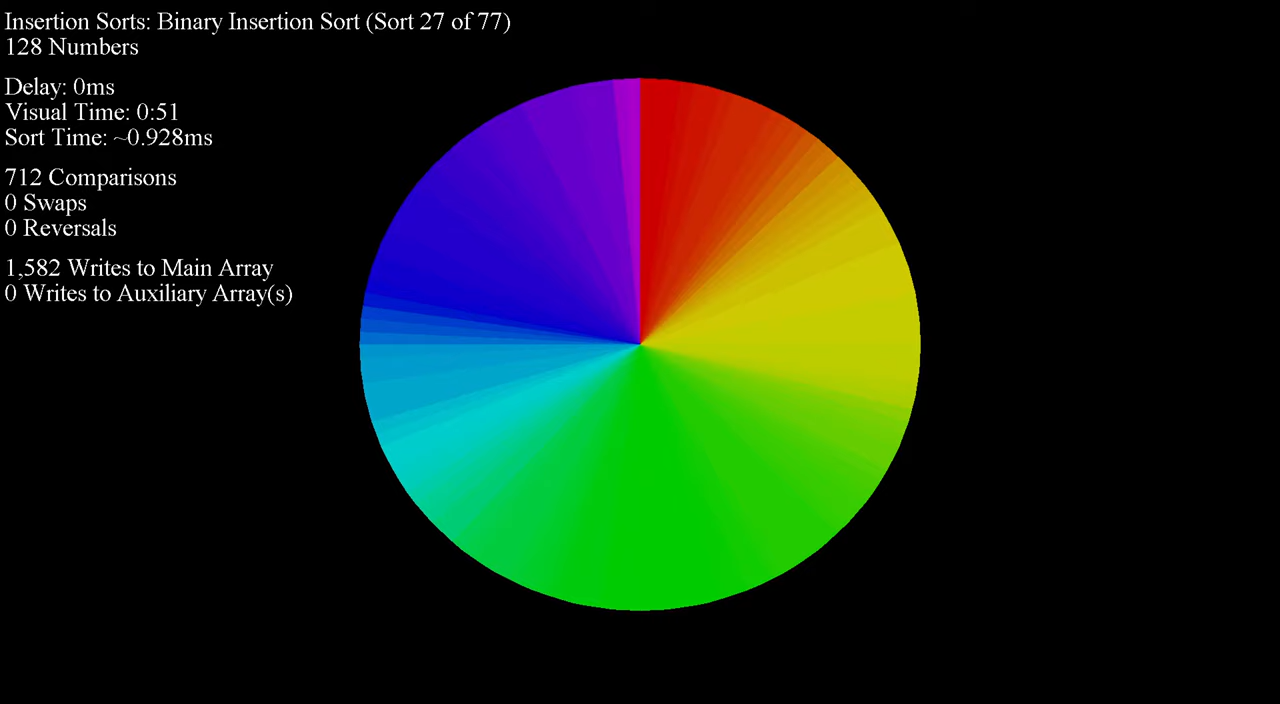 Insertion Sorts: Binary Insertion Sort (Sort 27 of 77)
128 Numbers
Delay: 0ms
Visual Time: 0:51
Sort Time: ~0.928ms
712 Comparisons
0 Swaps
0 Reversals
1,582 Writes to Main Array
0 Writes to Auxiliary Array(s)